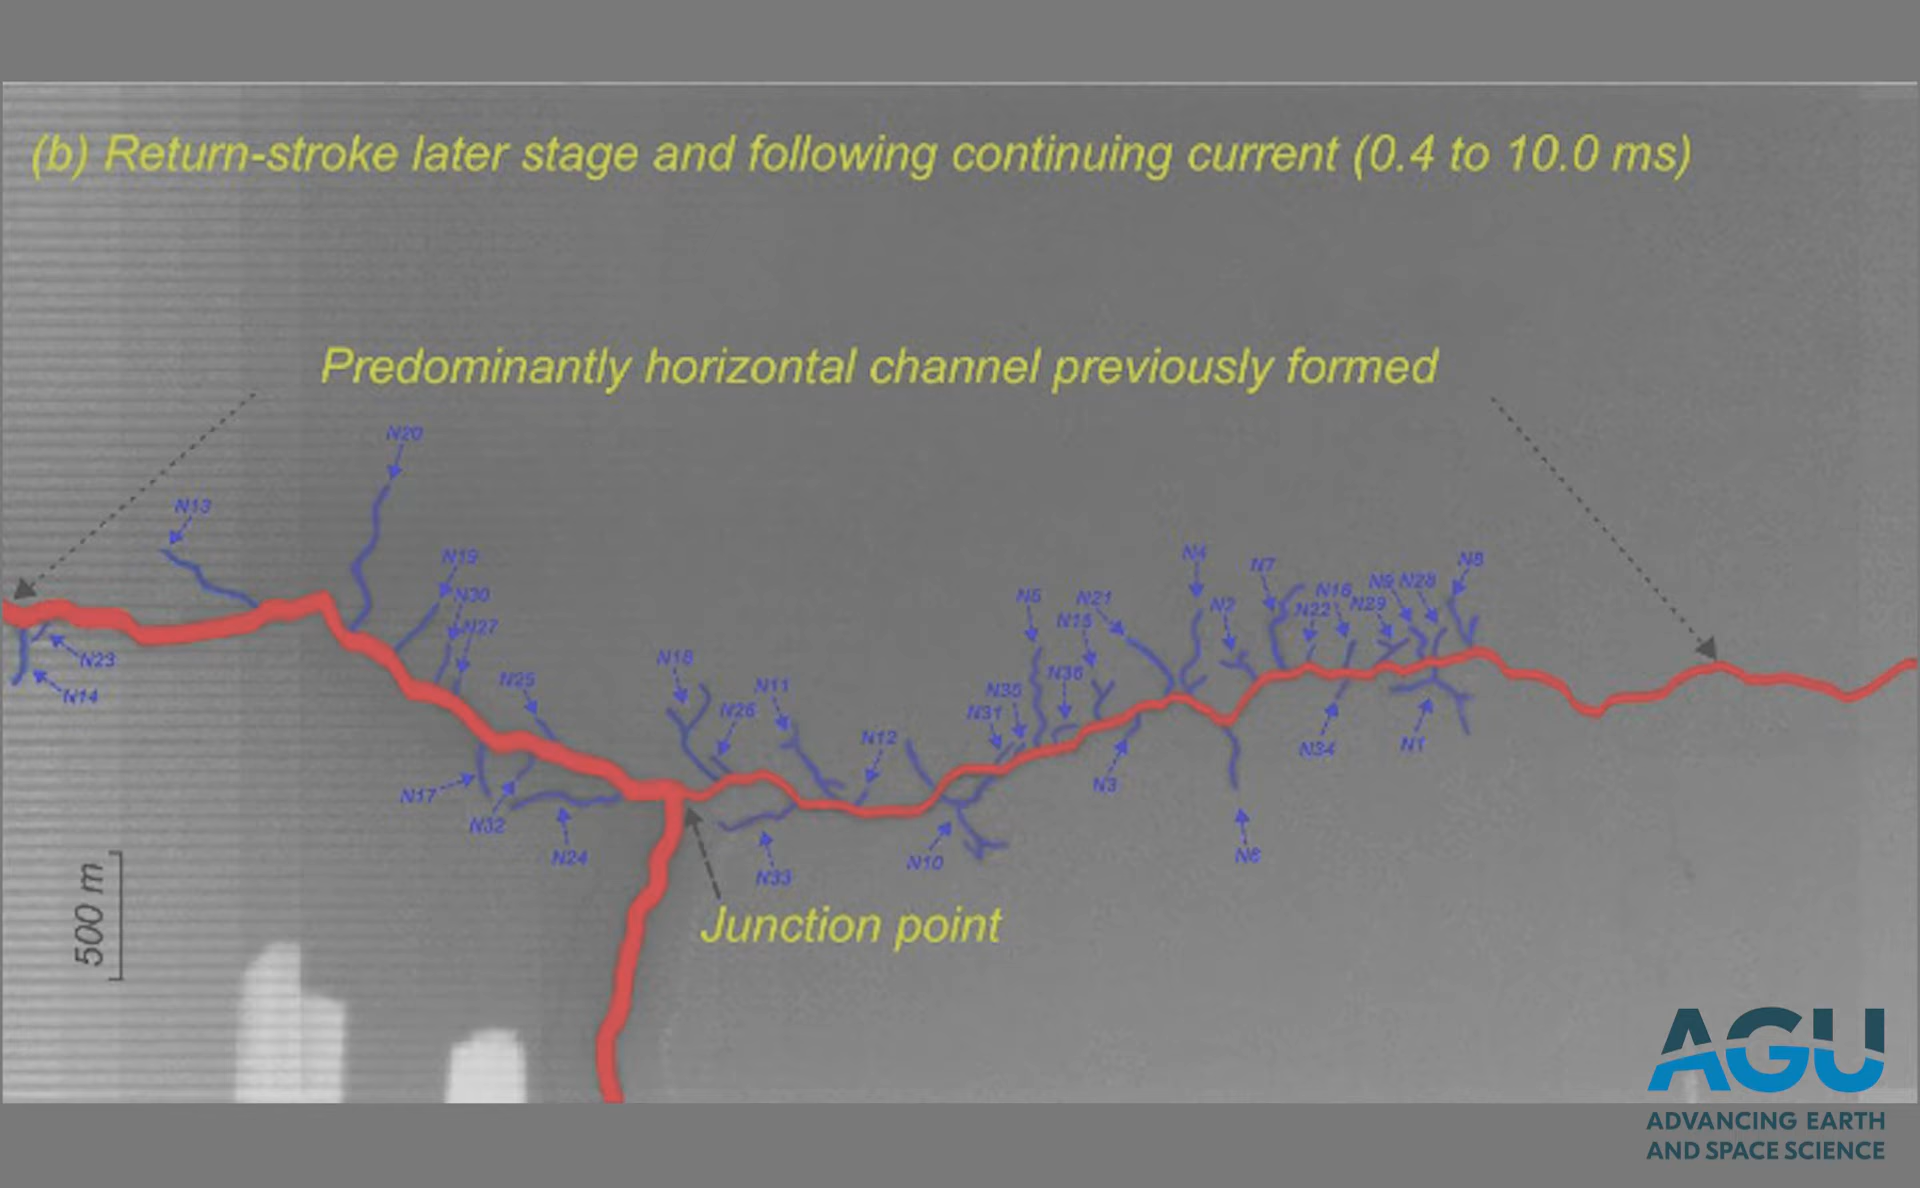 (b) Return-stroke later stage and following continuing current (0.4 to 10.0 ms)
Predominantly horizontal channel previously formed
N20
N13
N19
N30
N27
N23
N14
N25
N18
N26
N11
N12
N17
N32
N24
N33
N10
N31
N35
N5
N36
N15
N21
N3
N4
N2
N7
N22
N16
N29
N9
N28
N8
N34
N1
N6
Junction point
500 m
AGU
ADVANCING EARTH
AND SPACE SCIENCE